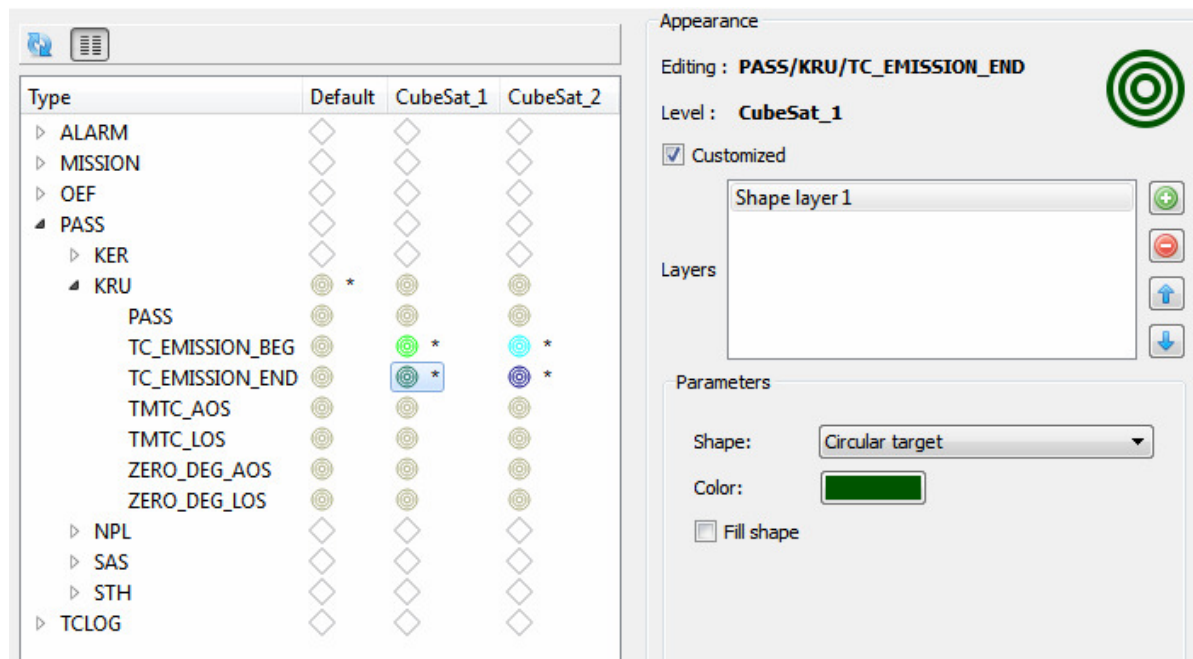 Type Default CubeSat_1 CubeSat_2
ALARM
MISSION
OEF
PASS
KER
KRU *
PASS
TC_EMISSION_BEG * *
TC_EMISSION_END * *
TMTC_AOS
TMTC_LOS
ZERO_DEG_AOS
ZERO_DEG_LOS
NPL
SAS
STH
TCLOG
Appearance
Editing : PASS/KRU/TC_EMISSION_END
Level : CubeSat_1
Customized
Shape layer 1
Layers
Parameters
Shape: Circular target
Color:
Fill shape